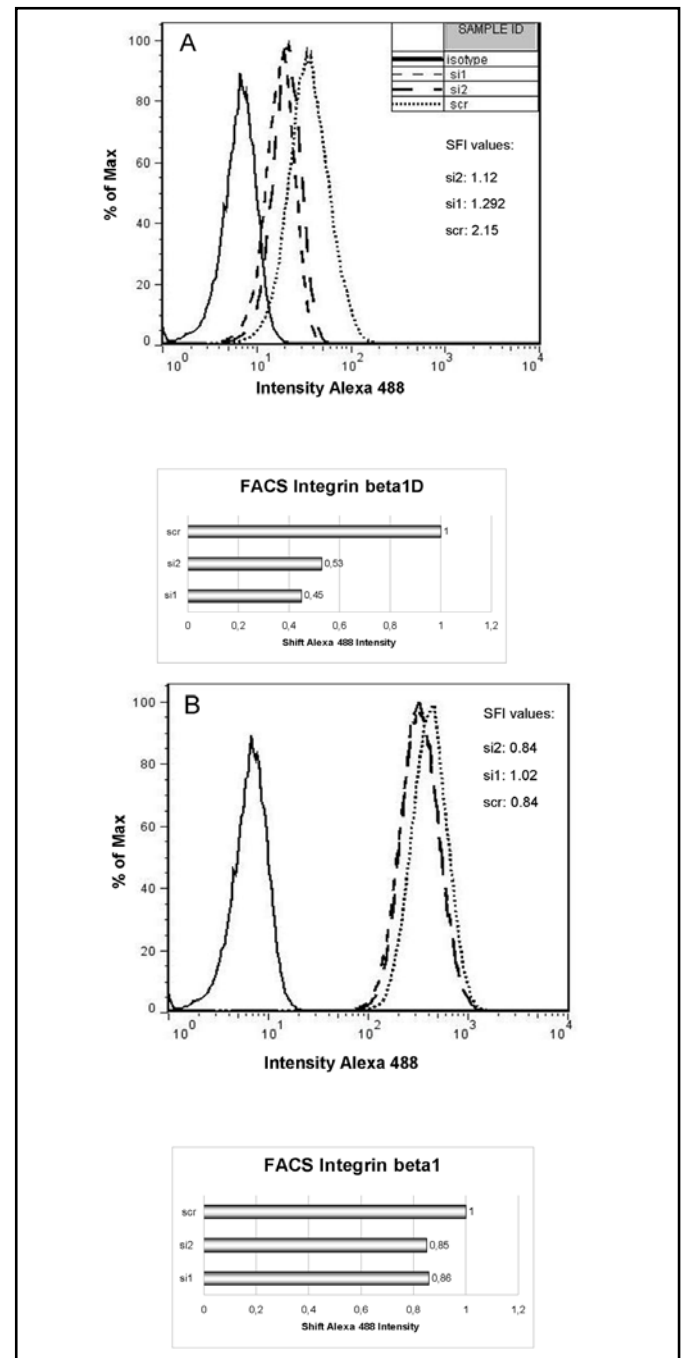 A
SAMPLE ID
isotype
si1
si2
scr
SFI values:
si2: 1.12
si1: 1.292
scr: 2.15
% of Max
100
80
60
40
20
0
10^0 10^1 10^2 10^3 10^4
Intensity Alexa 488
FACS Integrin beta1D
scr 1
si2 0,53
si1 0,45
0 0,2 0,4 0,6 0,8 1 1,2
Shift Alexa 488 Intensity
B
SFI values:
si2: 0.84
si1: 1.02
scr: 0.84
% of Max
100
80
60
40
20
0
10^0 10^1 10^2 10^3 10^4
Intensity Alexa 488
FACS Integrin beta1
scr 1
si2 0,85
si1 0,86
0 0,2 0,4 0,6 0,8 1 1,2
Shift Alexa 488 Intensity